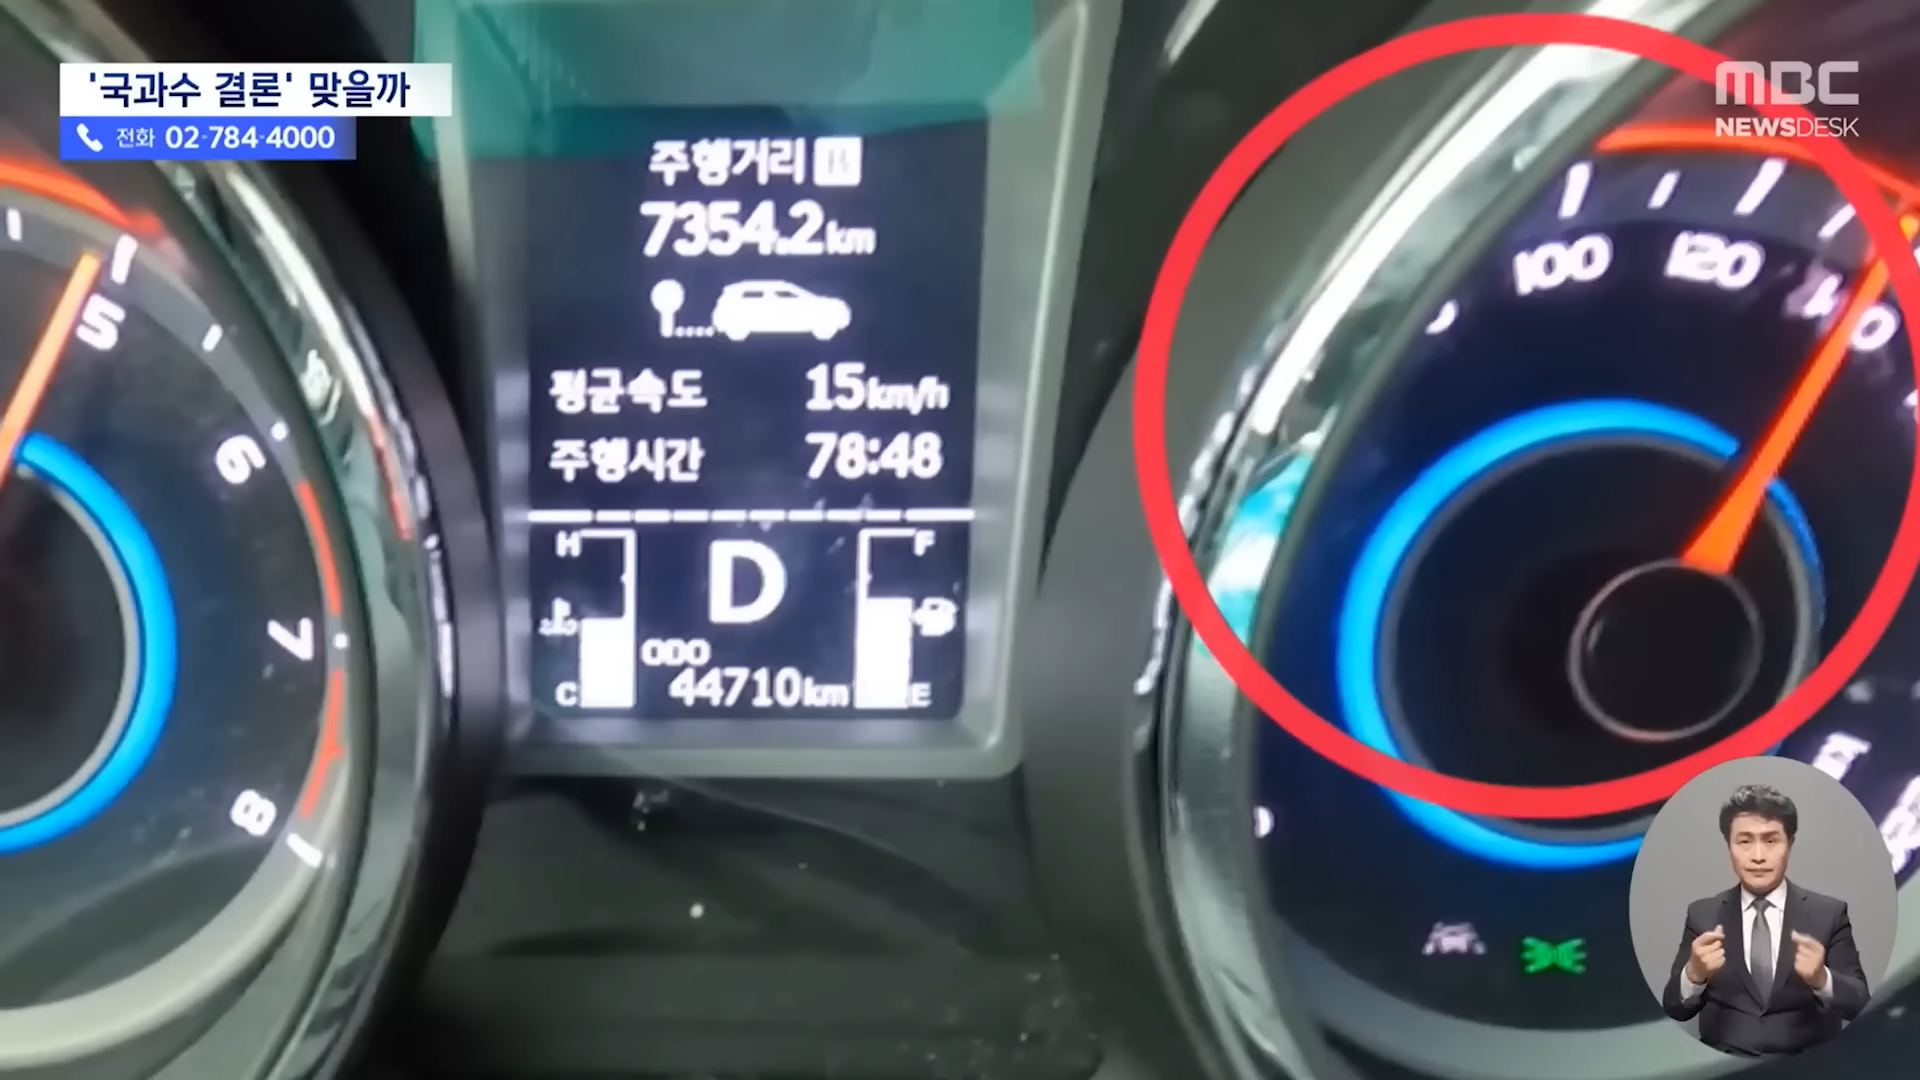 '국과수 결론' 맞을까
전화 02-784-4000
MBC
NEWSDESK
주행거리 B
7354.2km
평균속도 15km/h
주행시간 78:48
H F
D
ODO
C 44710km E
5
6
7
8
100
120
140